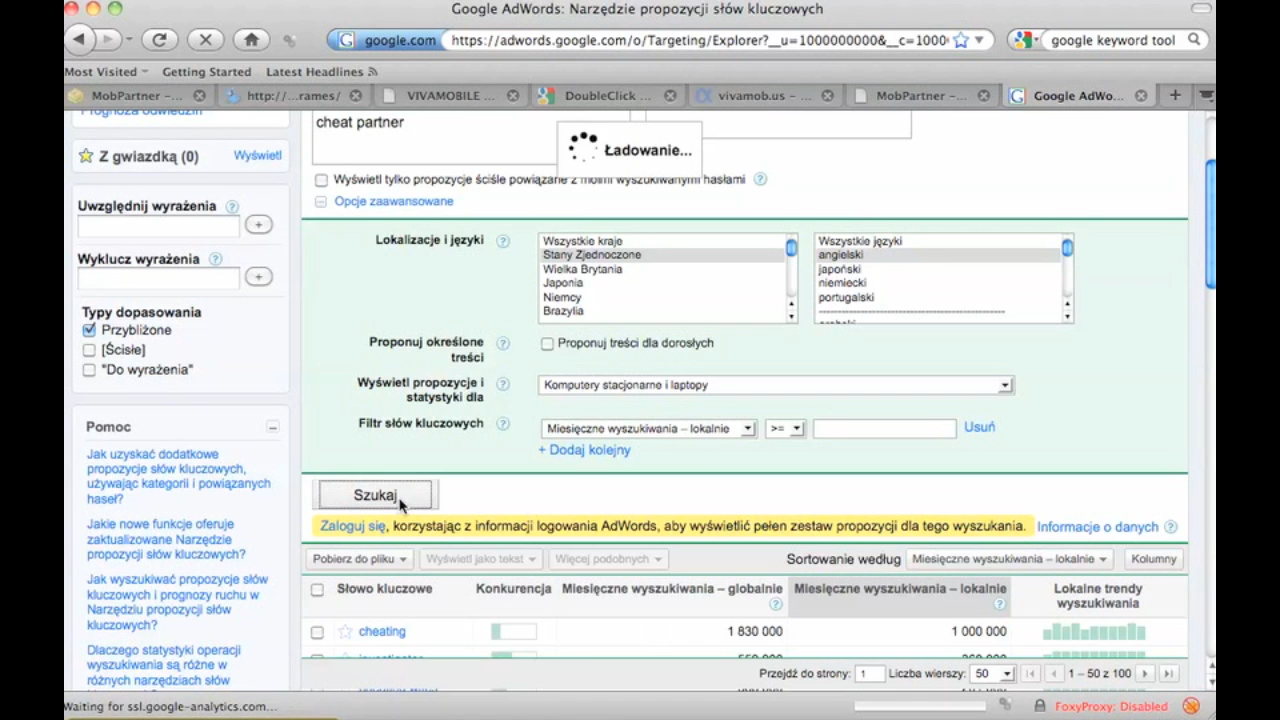 Google AdWords: Narzędzie propozycji słów kluczowych
google.com https://adwords.google.com/o/Targeting/Explorer?__u=1000000000&__c=1000 google keyword tool
Most Visited Getting Started Latest Headlines
MobPartner –... http://...rames/ VIVAMOBILE ... DoubleClick ... vivamob.us – ... MobPartner –... Google AdWo...
Prognoza odwiedzin
Z gwiazdką (0) Wyświetl
Uwzględnij wyrażenia
Wyklucz wyrażenia
Typy dopasowania
Przybliżone
[Ścisłe]
"Do wyrażenia"
Pomoc
Jak uzyskać dodatkowe
propozycje słów kluczowych,
używając kategorii i powiązanych
haseł?
Jakie nowe funkcje oferuje
zaktualizowane Narzędzie
propozycji słów kluczowych?
Jak wyszukiwać propozycje słów
kluczowych i prognozy ruchu w
Narzędziu propozycji słów
kluczowych?
Dlaczego statystyki operacji
wyszukiwania są różne w
różnych narzędziach słów
cheat partner
Ładowanie...
Wyświetl tylko propozycje ściśle powiązane z moimi wyszukiwanymi hasłami
Opcje zaawansowane
Lokalizacje i języki
Wszystkie kraje
Stany Zjednoczone
Wielka Brytania
Japonia
Niemcy
Brazylia
Wszystkie języki
angielski
japoński
niemiecki
portugalski
arabski
Proponuj określone
treści
Proponuj treści dla dorosłych
Wyświetl propozycje i
statystyki dla
Komputery stacjonarne i laptopy
Filtr słów kluczowych Miesięczne wyszukiwania – lokalnie >= Usuń
+ Dodaj kolejny
Szukaj
Zaloguj się, korzystając z informacji logowania AdWords, aby wyświetlić pełen zestaw propozycji dla tego wyszukania. Informacje o danych
Pobierz do pliku Wyświetl jako tekst Więcej podobnych Sortowanie według Miesięczne wyszukiwania – lokalnie Kolumny
Słowo kluczowe Konkurencja Miesięczne wyszukiwania – globalnie Miesięczne wyszukiwania – lokalnie Lokalne trendy
wyszukiwania
cheating 1 830 000 1 000 000
Przejdź do strony: 1 Liczba wierszy: 50 1 – 50 z 100
Waiting for ssl.google-analytics.com... FoxyProxy: Disabled